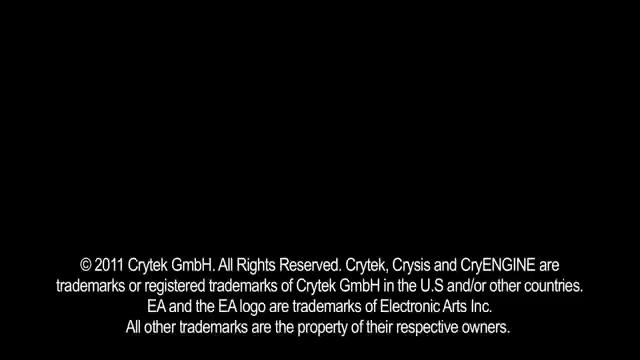 © 2011 Crytek GmbH. All Rights Reserved. Crytek, Crysis and CryENGINE are
trademarks or registered trademarks of Crytek GmbH in the U.S and/or other countries.
EA and the EA logo are trademarks of Electronic Arts Inc.
All other trademarks are the property of their respective owners.